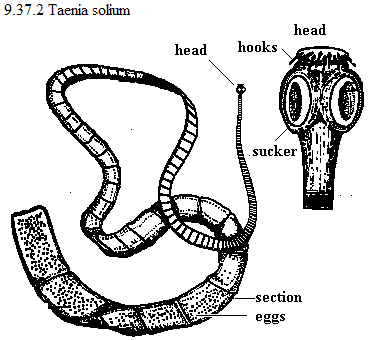 9.37.2 Taenia solium
head
head
hooks
sucker
section
eggs